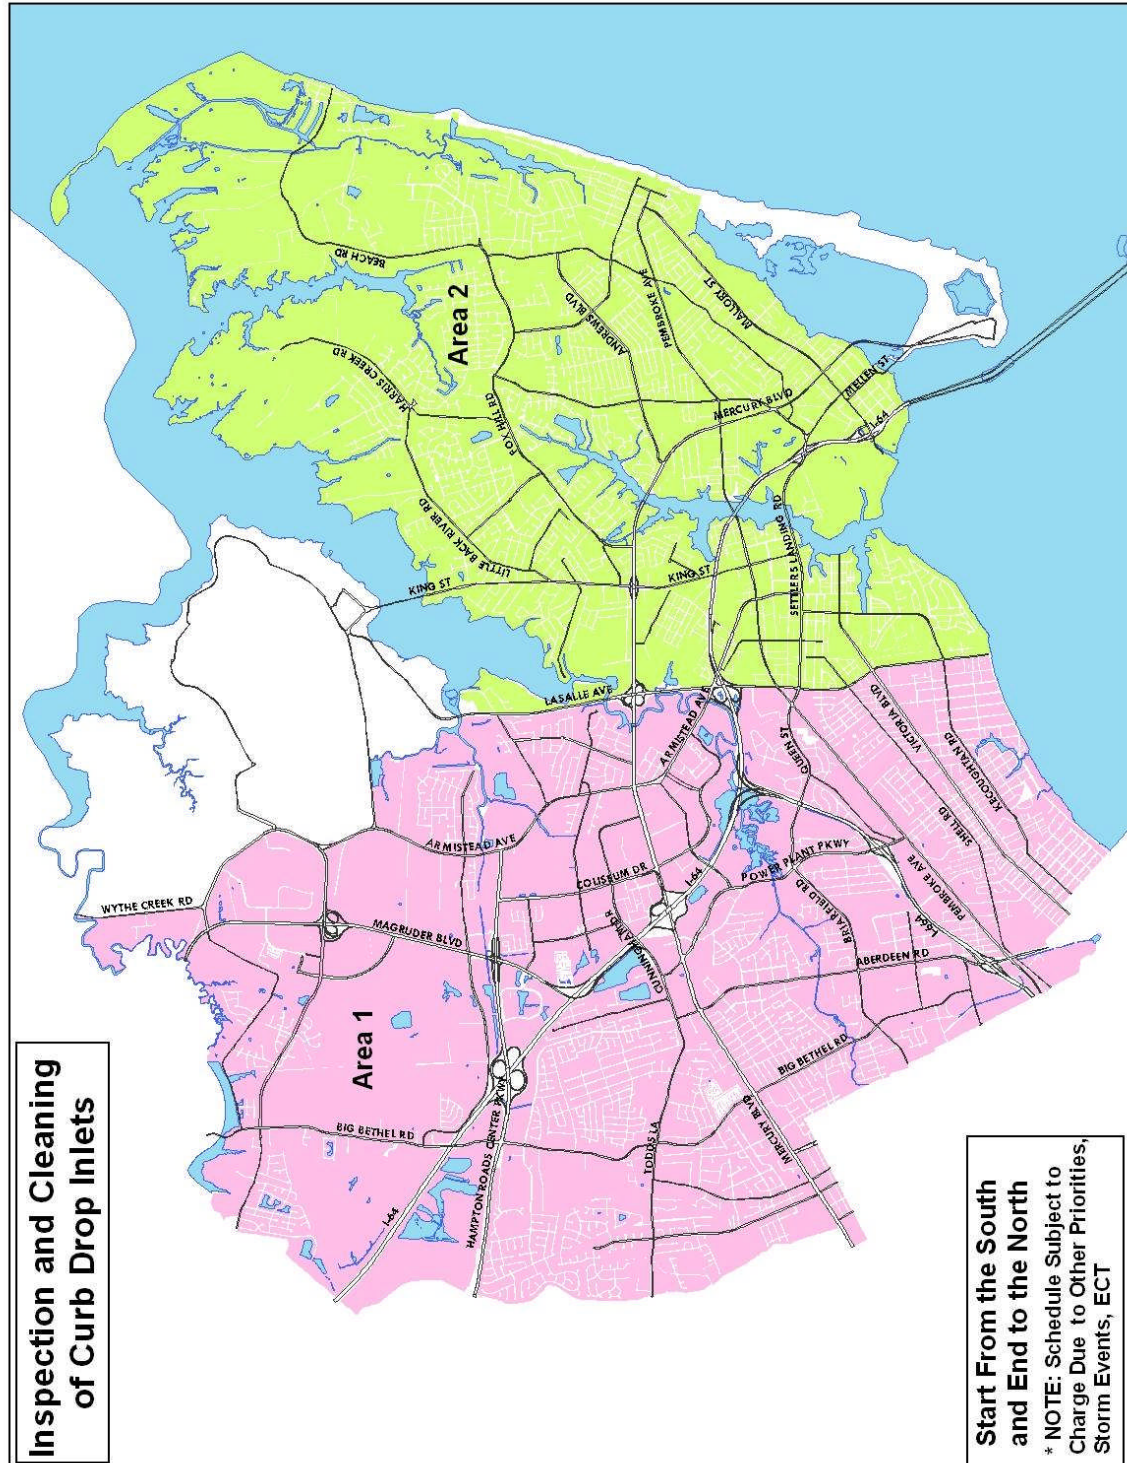 Inspection and Cleaning
of Curb Drop Inlets
Area 1
Area 2
WYTHE CREEK RD
MAGRUDER BLVD
ARMISTEAD AVE
BIG BETHEL RD
I-64
HAMPTON ROADS CENTER PKWY
COLISEUM DR
CUNNINGHAM DR
I-64
TODDS LA
MERCURY BLVD
BIG BETHEL RD
ABERDEEN RD
BRIARFIELD RD
POWER PLANT PKWY
I-664
PEMBROKE AVE
SHELL RD
KECOUGHTAN RD
VICTORIA BLVD
QUEEN ST
ARMISTEAD AVE
LASALLE AVE
KING ST
KING ST
SETTLERS LANDING RD
LITTLE BACK RIVER RD
HARRIS CREEK RD
FOX HILL RD
BEACH RD
ANDREWS BLVD
PEMBROKE AVE
MALLORY ST
MERCURY BLVD
MELLEN ST
I-64
Start From the South
and End to the North
* NOTE: Schedule Subject to
Charge Due to Other Priorities,
Storm Events, ECT